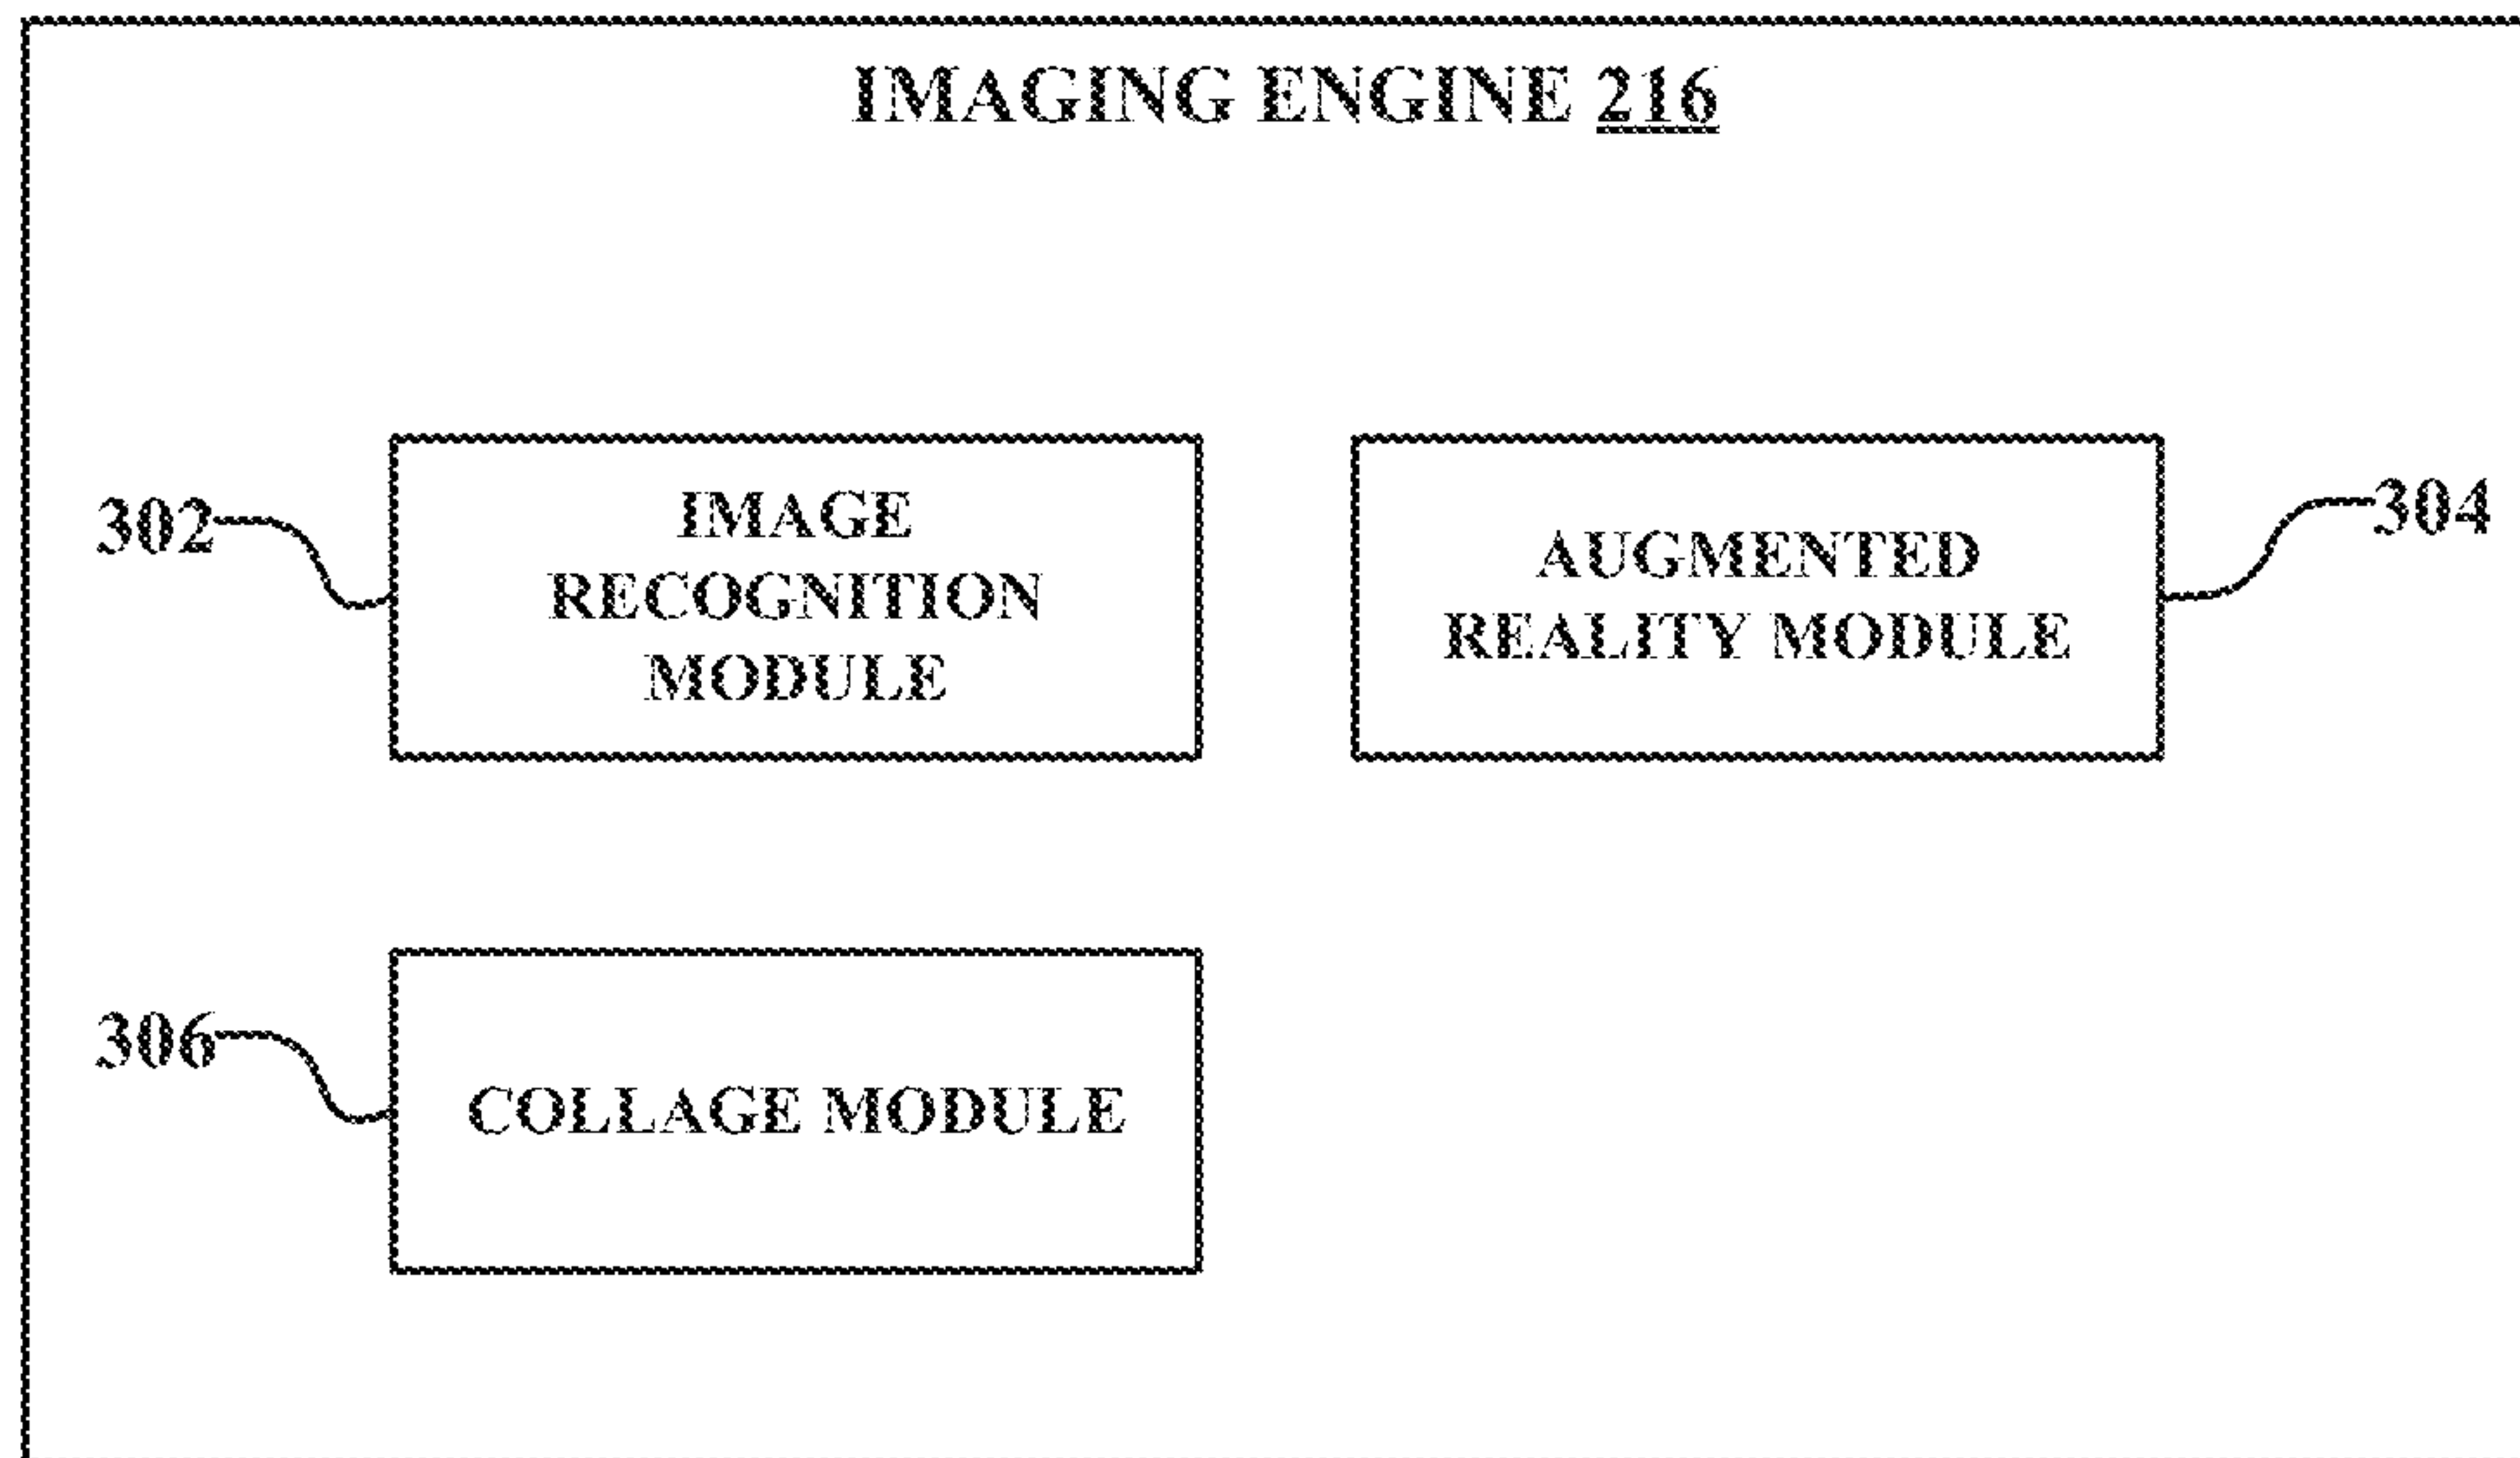 IMAGING ENGINE 216
302
IMAGE
RECOGNITION
MODULE
AUGMENTED
REALITY MODULE
304
306
COLLAGE MODULE